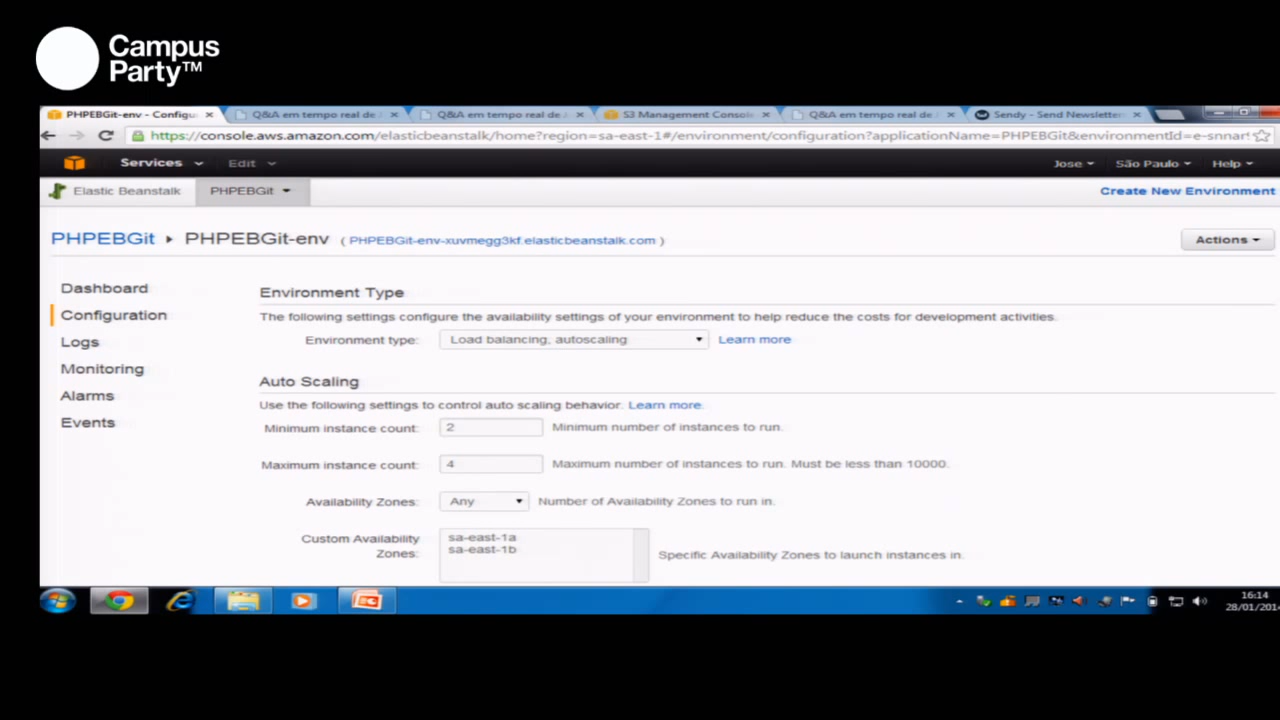 Campus
Party™
PHPEBGit-env - Configu
Q&A em tempo real de
Q&A em tempo real de
S3 Management Console
Q&A em tempo real de
Sendy - Send Newsletter
https://console.aws.amazon.com/elasticbeanstalk/home?region=sa-east-1#/environment/configuration?applicationName=PHPEBGit&environmentId=e-snnar
Services
Edit
Jose
São Paulo
Help
Elastic Beanstalk
PHPEBGit
Create New Environment
PHPEBGit
PHPEBGit-env
( PHPEBGit-env-xuvmegg3kf.elasticbeanstalk.com )
Actions
Dashboard
Configuration
Logs
Monitoring
Alarms
Events
Environment Type
The following settings configure the availability settings of your environment to help reduce the costs for development activities.
Environment type: Load balancing, autoscaling Learn more
Auto Scaling
Use the following settings to control auto scaling behavior. Learn more.
Minimum instance count: 2 Minimum number of instances to run.
Maximum instance count: 4 Maximum number of instances to run. Must be less than 10000.
Availability Zones: Any Number of Availability Zones to run in.
Custom Availability
Zones:
sa-east-1a
sa-east-1b
Specific Availability Zones to launch instances in.
16:14
28/01/201